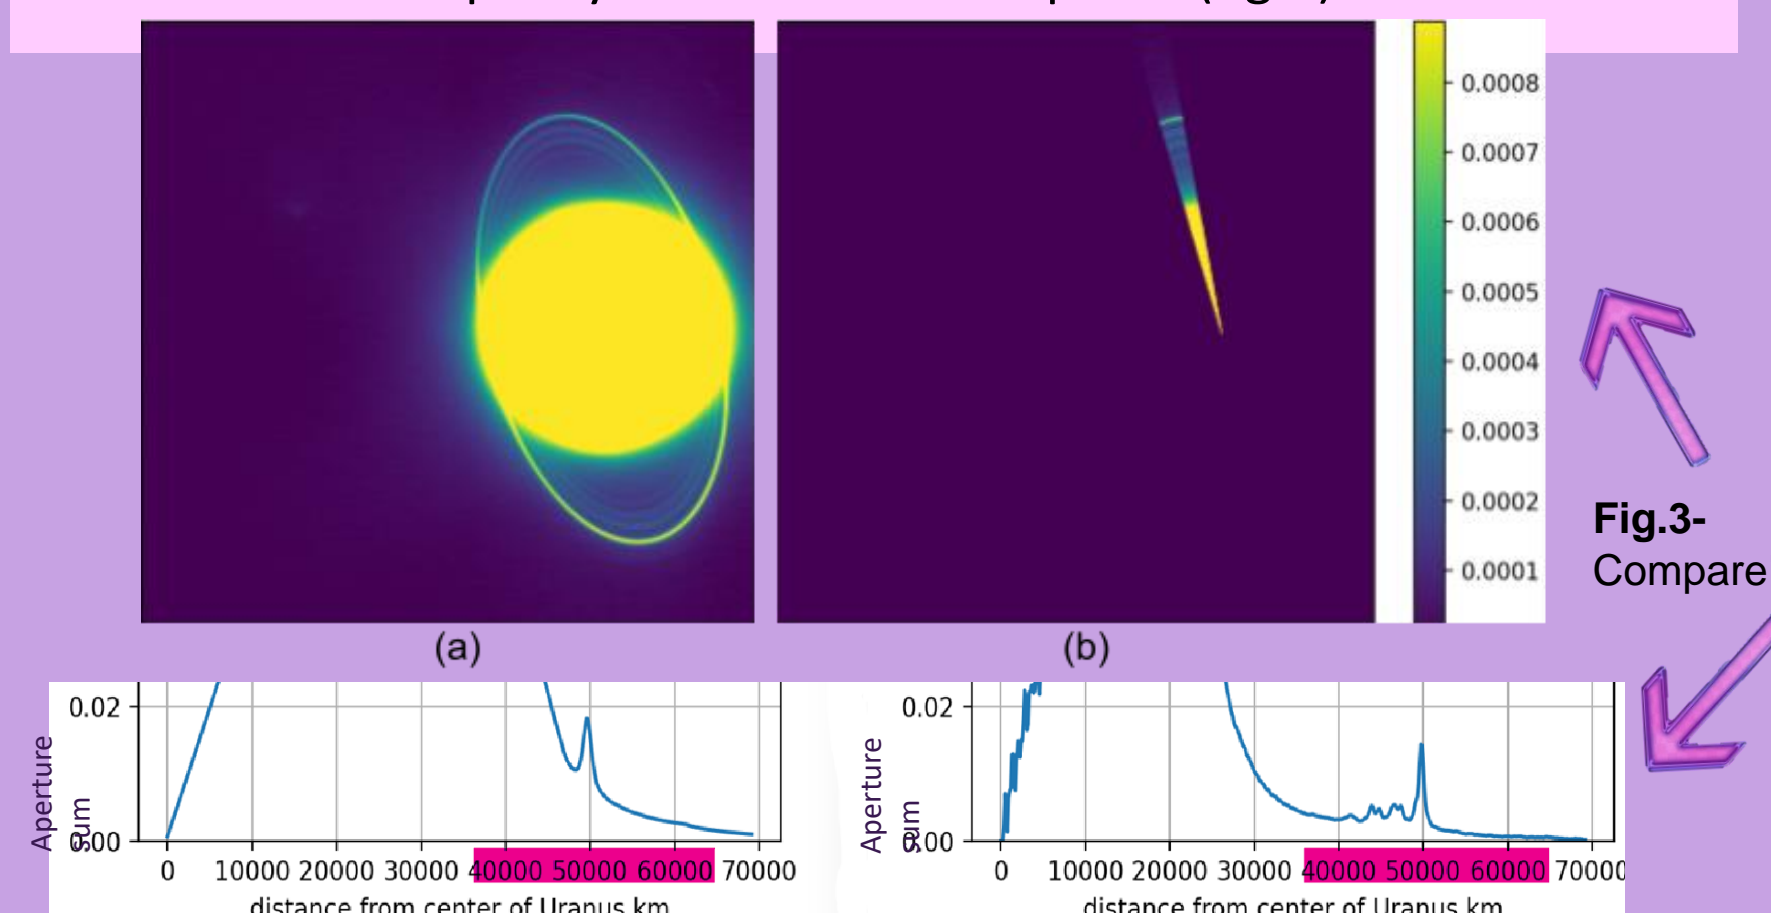 (a)
(b)
0.0008
0.0007
0.0006
0.0005
0.0004
0.0003
0.0002
0.0001
Fig.3-
Compare
Aperture
sum
0.02
0.00
0 10000 20000 30000 40000 50000 60000 70000
distance from center of Uranus km
Aperture
sum
0.02
0.00
0 10000 20000 30000 40000 50000 60000 70000
distance from center of Uranus km